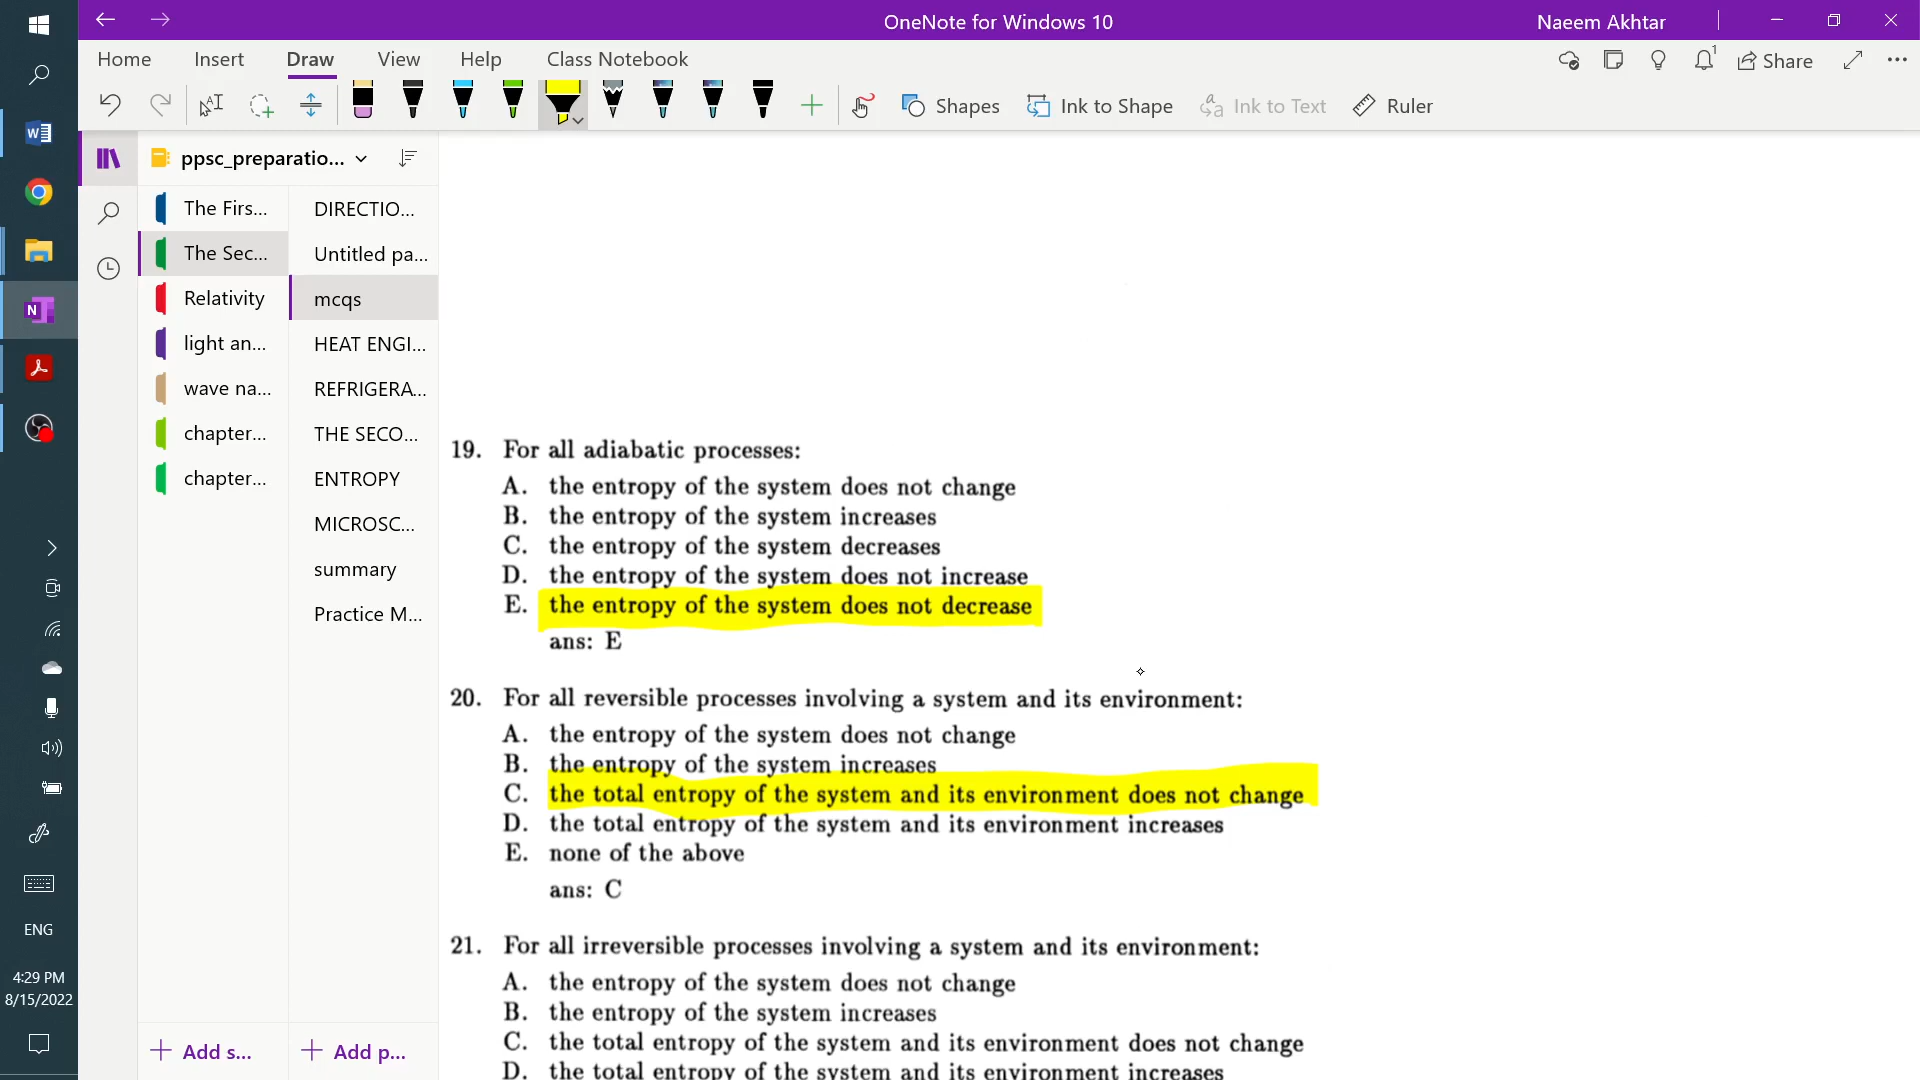 OneNote for Windows 10
Naeem Akhtar
Home Insert Draw View Help Class Notebook
1
Share
Shapes
Ink to Shape
Ink to Text
Ruler
ppsc_preparatio...
The Firs...
The Sec...
Relativity
light an...
wave na...
chapter...
chapter...
DIRECTIO...
Untitled pa...
mcqs
HEAT ENGI...
REFRIGERA...
THE SECO...
ENTROPY
MICROSC...
summary
Practice M...
Add s...
Add p...
19. For all adiabatic processes:
A. the entropy of the system does not change
B. the entropy of the system increases
C. the entropy of the system decreases
D. the entropy of the system does not increase
E. the entropy of the system does not decrease
ans: E
20. For all reversible processes involving a system and its environment:
A. the entropy of the system does not change
B. the entropy of the system increases
C. the total entropy of the system and its environment does not change
D. the total entropy of the system and its environment increases
E. none of the above
ans: C
21. For all irreversible processes involving a system and its environment:
A. the entropy of the system does not change
B. the entropy of the system increases
C. the total entropy of the system and its environment does not change
D. the total entropy of the system and its environment increases
ENG
4:29 PM
8/15/2022